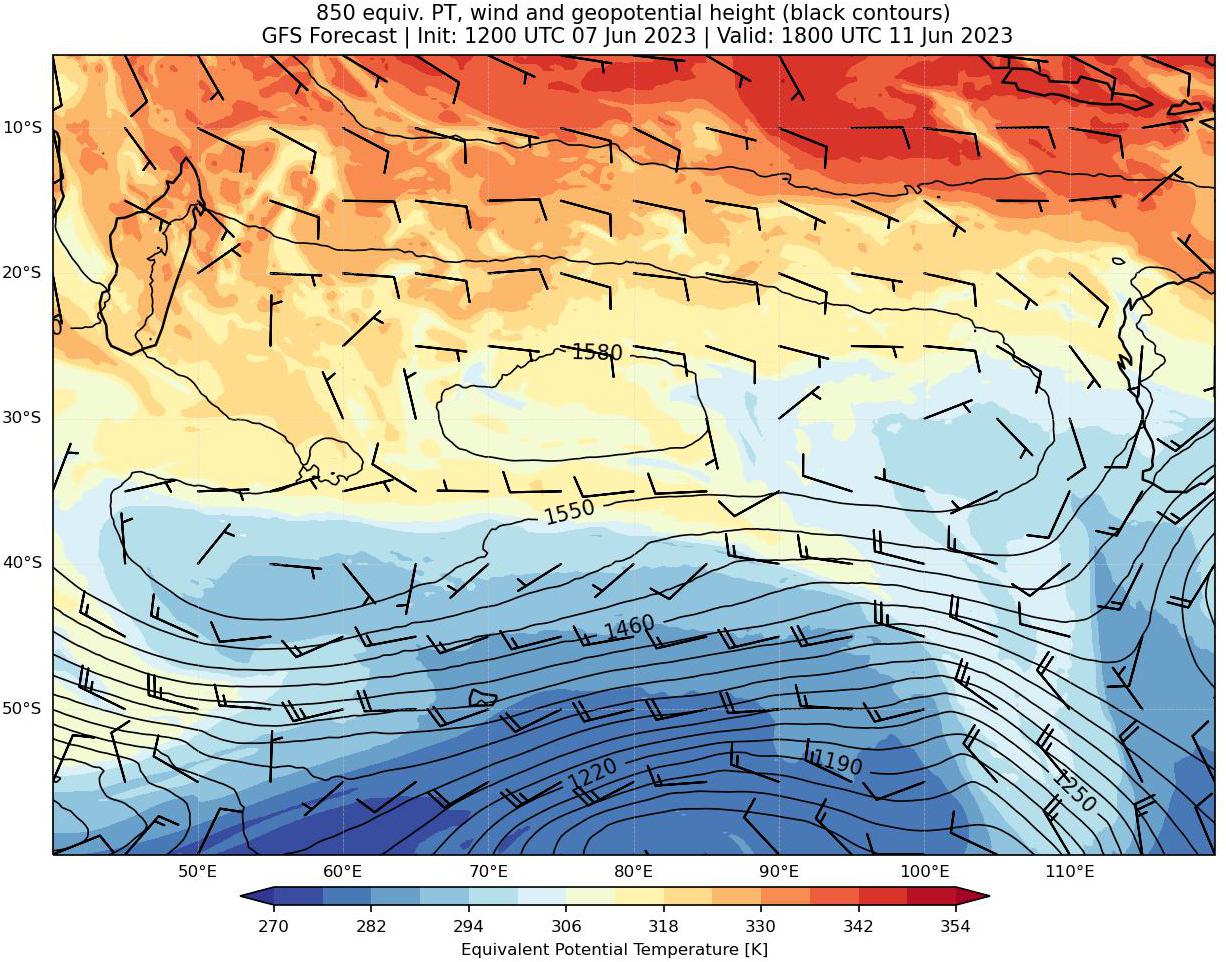 850 equiv. PT, wind and geopotential height (black contours)
GFS Forecast | Init: 1200 UTC 07 Jun 2023 | Valid: 1800 UTC 11 Jun 2023
10°S
20°S
0
1580
30°S
1550
40°S
1460
50°S
1220
1190
1250
50°E 60°E 70°E 80°E 90°E 100°E 110°E
270 282 294 306 318 330 342 354
Equivalent Potential Temperature [K]